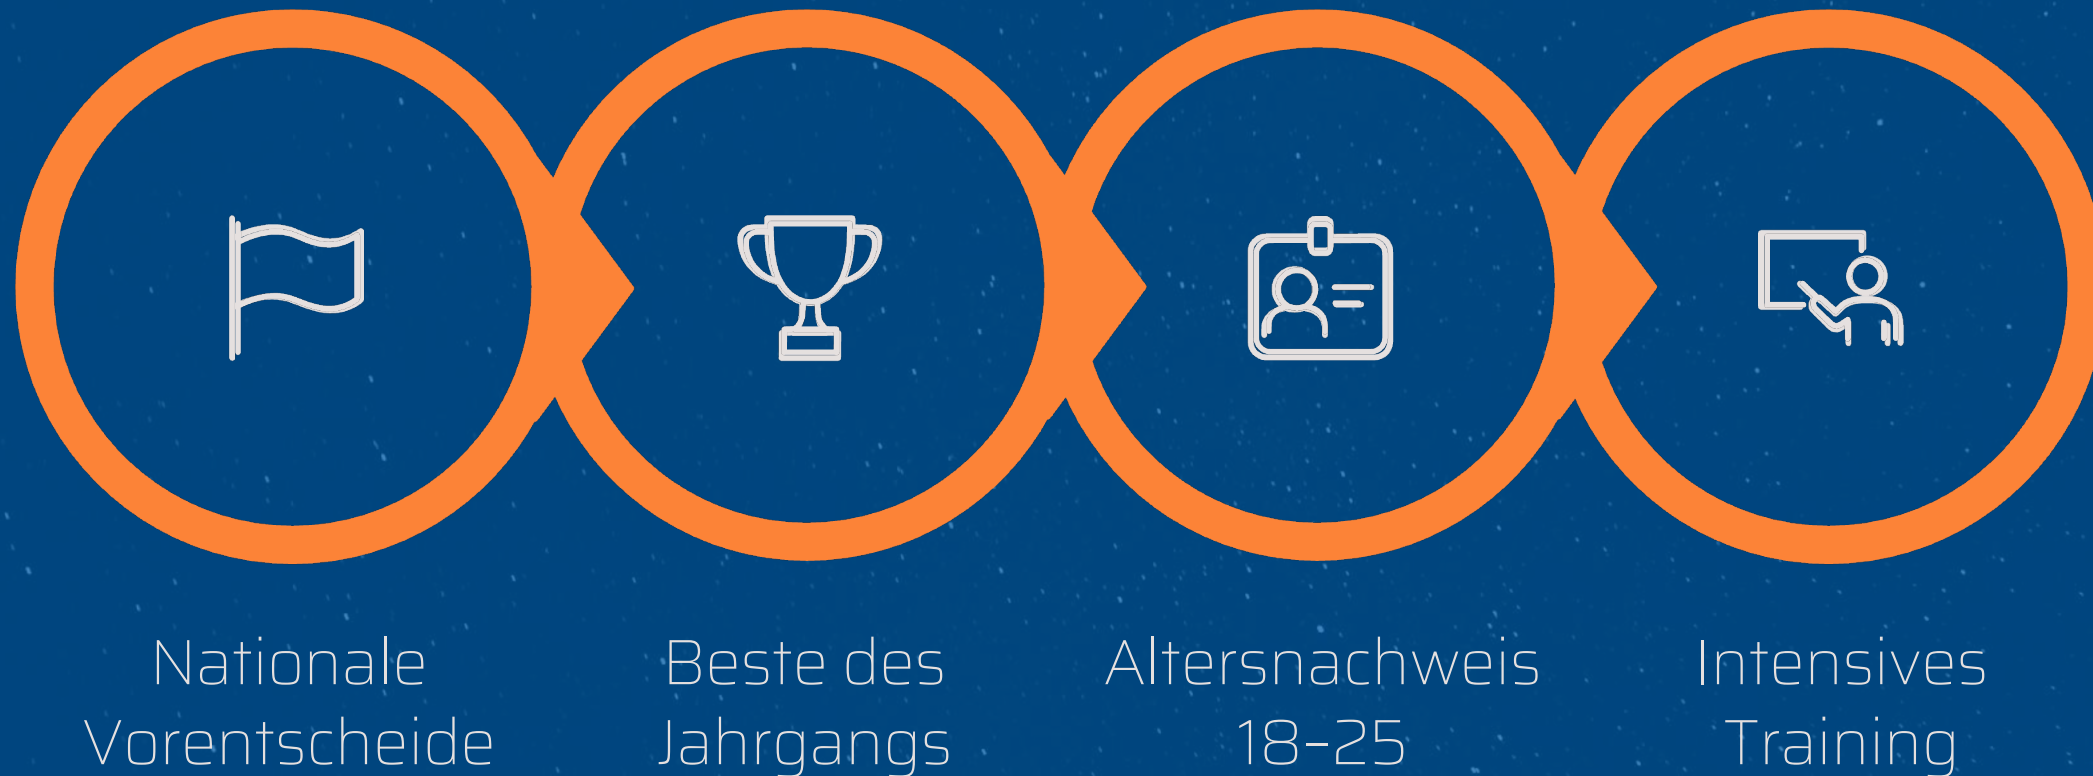 Nationale
Vorentscheide
Beste des
Jahrgangs
Altersnachweis
18-25
Intensives
Training